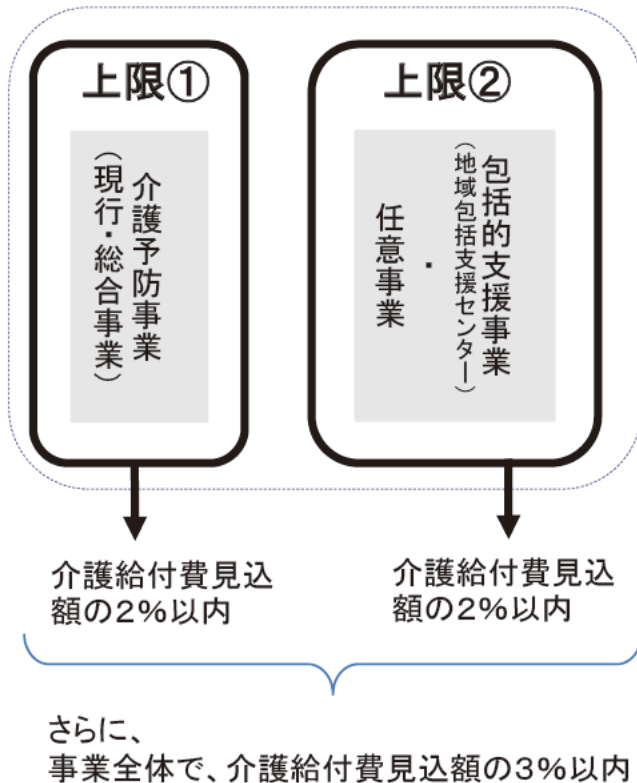 上限①
介護予防事業
（現行・総合事業）
上限②
包括的支援事業
（地域包括支援センター）
・
任意事業
介護給付費見込
額の２％以内
介護給付費見込
額の２％以内
さらに、
事業全体で、介護給付費見込額の３％以内